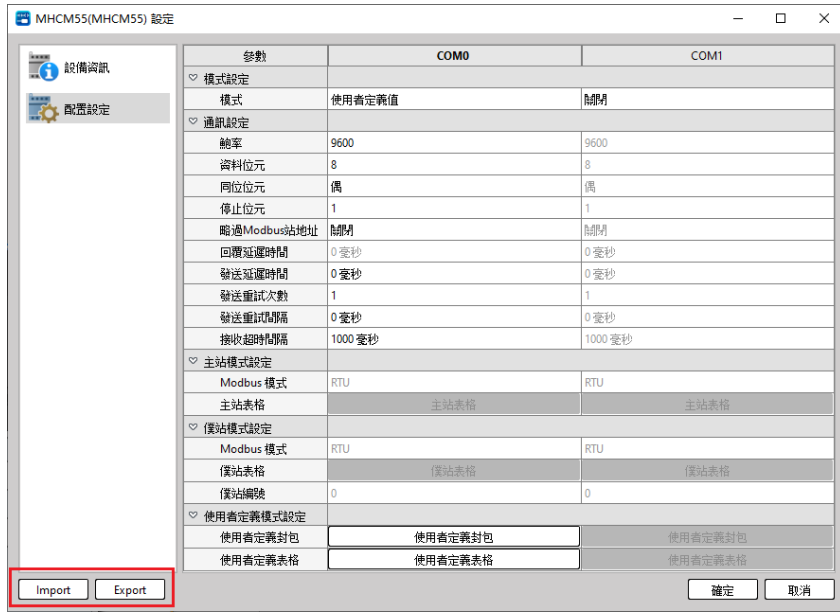 MHCM55(MHCM55) 設定
設備資訊
配置設定
參數 COM0 COM1
模式設定
模式 使用者定義值 關閉
通訊設定
鮑率 9600 9600
資料位元 8 8
同位位元 偶 偶
停止位元 1 1
略過Modbus站地址 關閉 關閉
回覆延遲時間 0 毫秒 0 毫秒
發送延遲時間 0 毫秒 0 毫秒
發送重試次數 1 1
發送重試間隔 0 毫秒 0 毫秒
接收超時間隔 1000 毫秒 1000 毫秒
主站模式設定
Modbus 模式 RTU RTU
主站表格 主站表格 主站表格
僕站模式設定
Modbus 模式 RTU RTU
僕站表格 僕站表格 僕站表格
僕站編號 0 0
使用者定義模式設定
使用者定義封包 使用者定義封包 使用者定義封包
使用者定義表格 使用者定義表格 使用者定義表格
Import Export 確定 取消